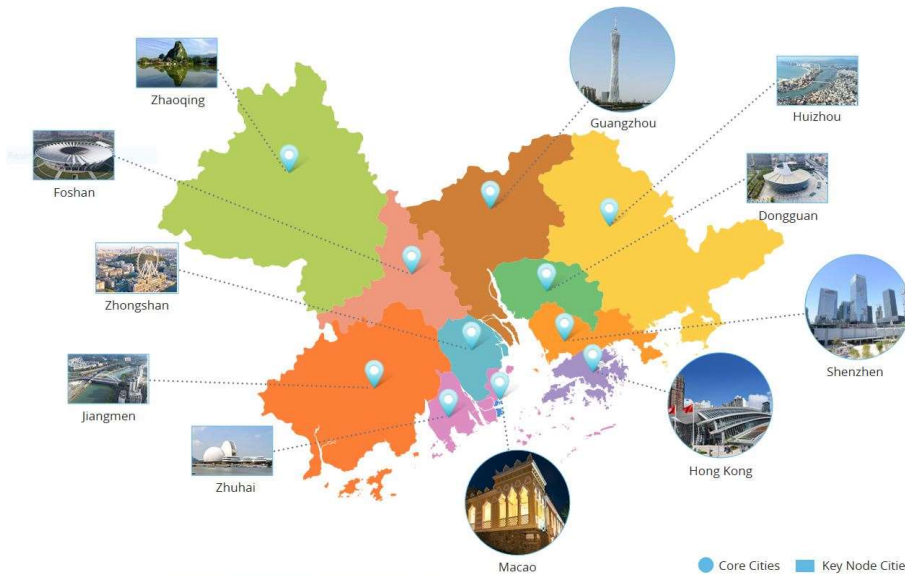 Zhaoqing
Guangzhou
Huizhou
Foshan
Dongguan
Zhongshan
Shenzhen
Jiangmen
Hong Kong
Zhuhai
Macao
Core Cities
Key Node Citie